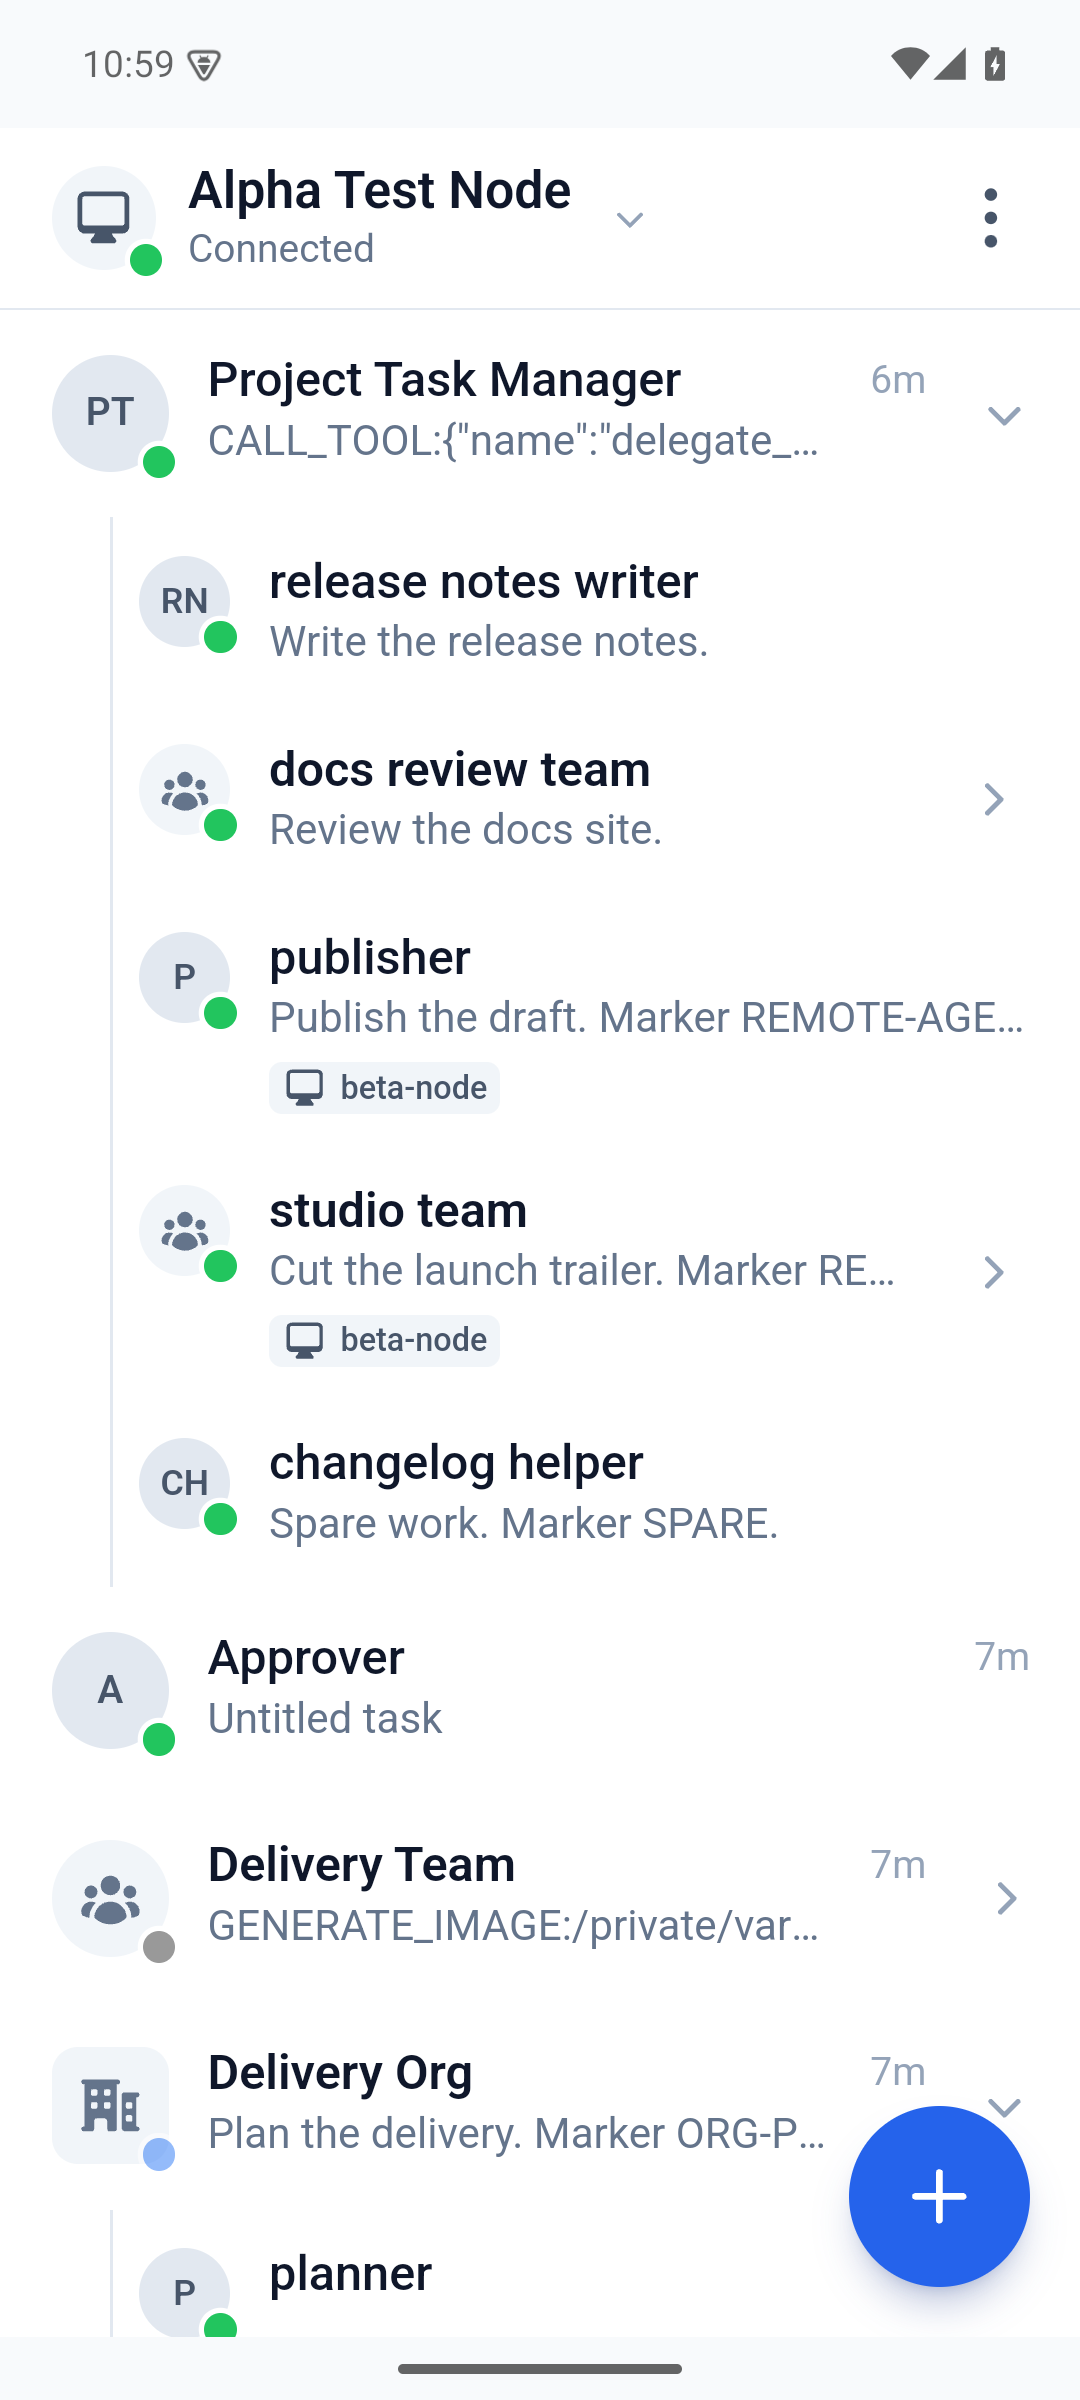 10:59
Alpha Test Node
Connected
PT
Project Task Manager
6m
CALL_TOOL:{"name":"delegate_...
RN
release notes writer
Write the release notes.
docs review team
Review the docs site.
P
publisher
Publish the draft. Marker REMOTE-AGE...
beta-node
studio team
Cut the launch trailer. Marker RE...
beta-node
CH
changelog helper
Spare work. Marker SPARE.
A
Approver
7m
Untitled task
Delivery Team
7m
GENERATE_IMAGE:/private/var...
Delivery Org
7m
Plan the delivery. Marker ORG-P...
P
planner